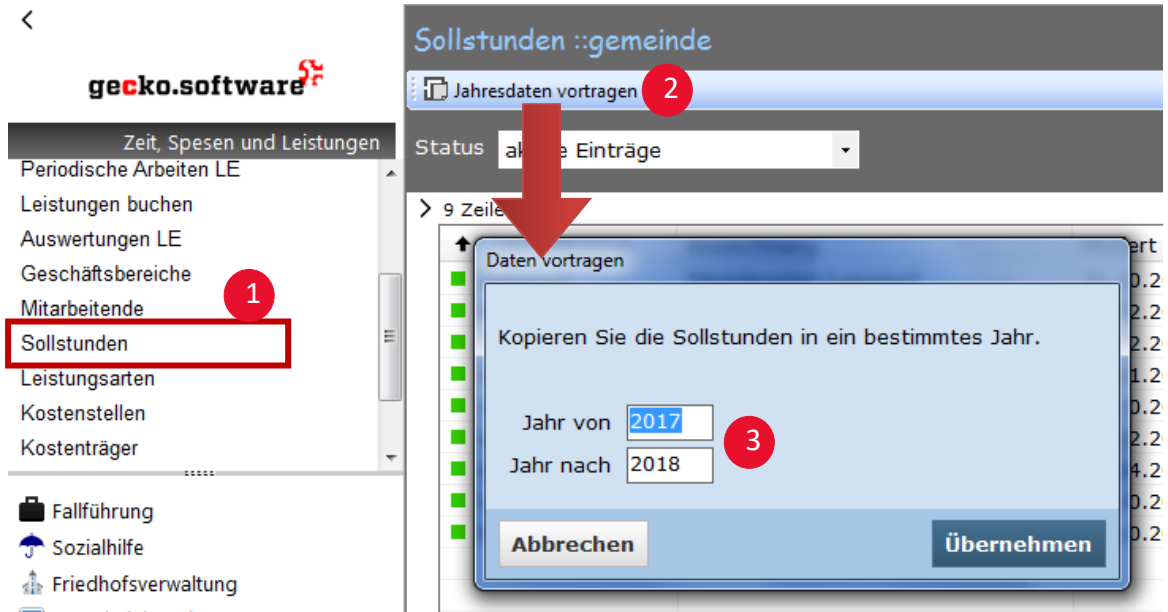 gecko.software
Zeit, Spesen und Leistungen
Periodische Arbeiten LE
Leistungen buchen
Auswertungen LE
Geschäftsbereiche
Mitarbeitende
1
Sollstunden
Leistungsarten
Kostenstellen
Kostenträger
Fallführung
Sozialhilfe
Friedhofsverwaltung
Sollstunden ::gemeinde
Jahresdaten vortragen
2
Status
Einträge
9
Daten vortragen
Kopieren Sie die Sollstunden in ein bestimmtes Jahr.
Jahr von 2017
3
Jahr nach 2018
Abbrechen
Übernehmen